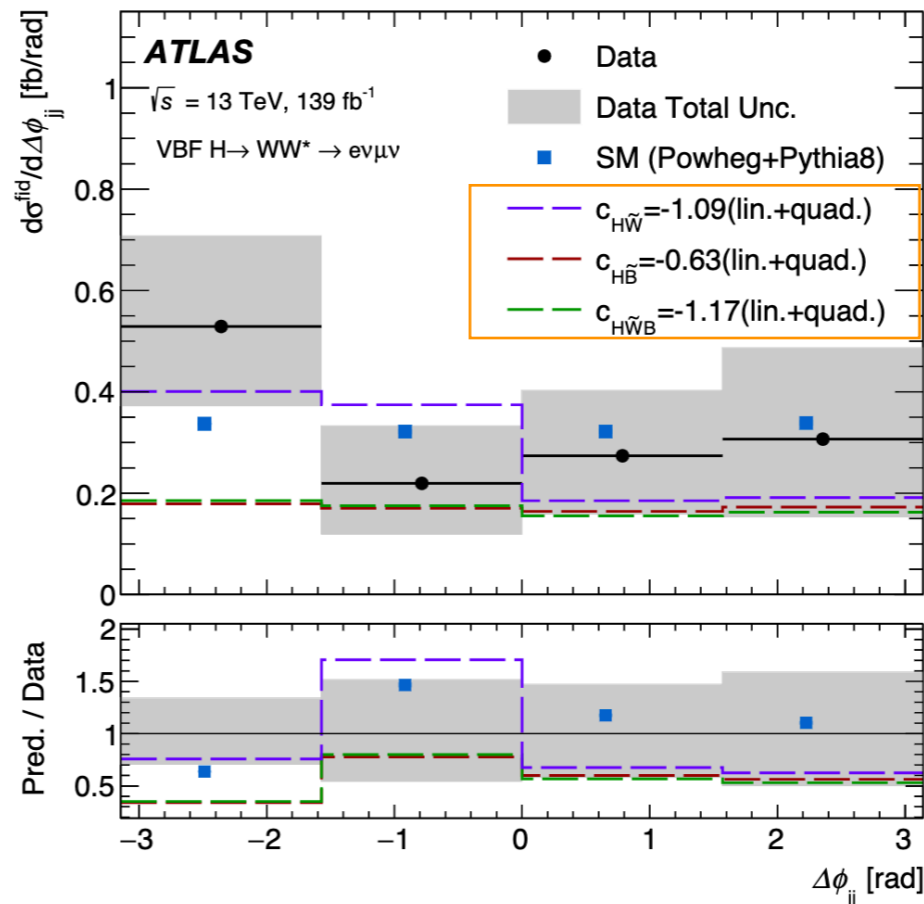 ATLAS
√s = 13 TeV, 139 fb⁻¹
VBF H→ WW* → eνμν
Data
Data Total Unc.
SM (Powheg+Pythia8)
c_HW̃=-1.09(lin.+quad.)
c_HB̃=-0.63(lin.+quad.)
c_HW̃B=-1.17(lin.+quad.)
dσ^fid/dΔϕ_jj [fb/rad]
1
0.8
0.6
0.4
0.2
0
Pred. / Data
2
1.5
1
0.5
−3 −2 −1 0 1 2 3
Δϕ_jj [rad]